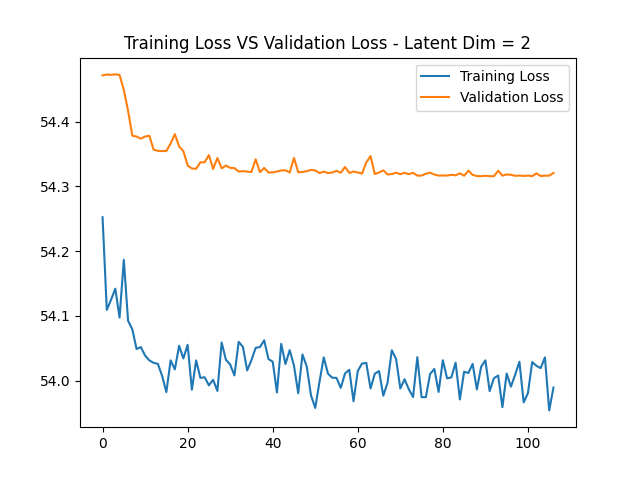 Training Loss VS Validation Loss - Latent Dim = 2
Training Loss
Validation Loss
54.4
54.3
54.2
54.1
54.0
0 20 40 60 80 100